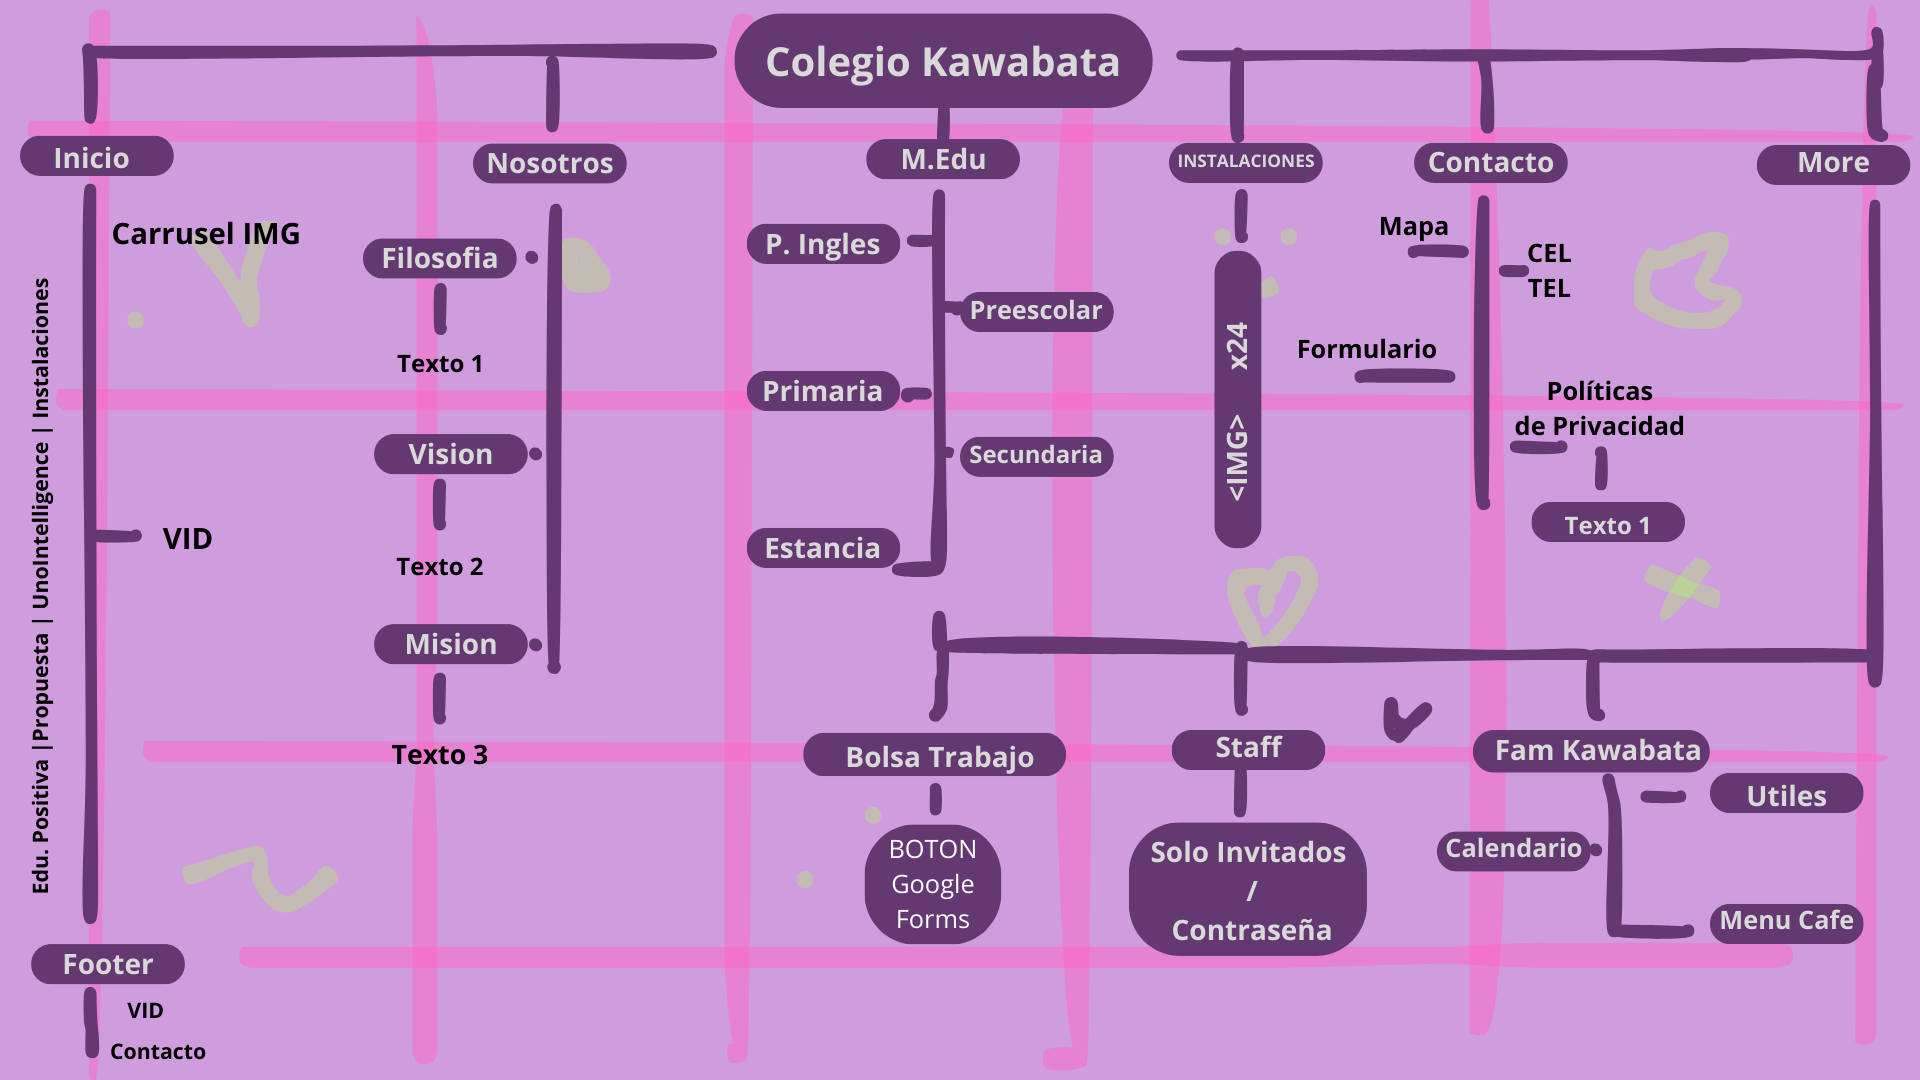 Colegio Kawabata
Inicio
Nosotros
M.Edu
INSTALACIONES
Contacto
More
Carrusel IMG
Edu. Positiva |Propuesta | UnoIntelligence | Instalaciones
VID
Footer
VID
Contacto
Filosofia
Texto 1
Vision
Texto 2
Mision
Texto 3
P. Ingles
Preescolar
Primaria
Secundaria
Estancia
<IMG> x24
Mapa
CEL
TEL
Formulario
Políticas
de Privacidad
Texto 1
Bolsa Trabajo
BOTON
Google
Forms
Staff
Solo Invitados
/
Contraseña
Fam Kawabata
Utiles
Calendario
Menu Cafe